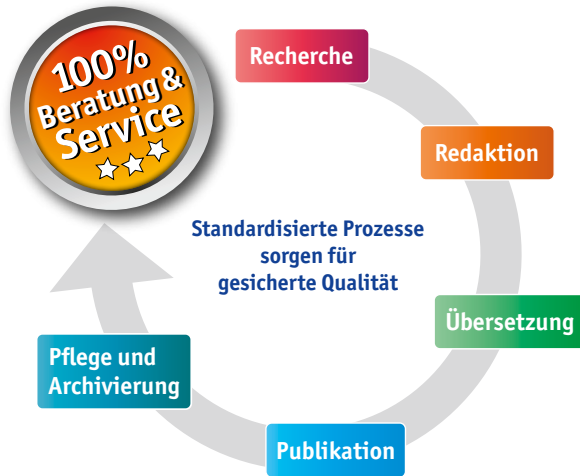 100%
Beratung &
Service
Recherche
Redaktion
Standardisierte Prozesse
sorgen für
gesicherte Qualität
Übersetzung
Pflege und
Archivierung
Publikation